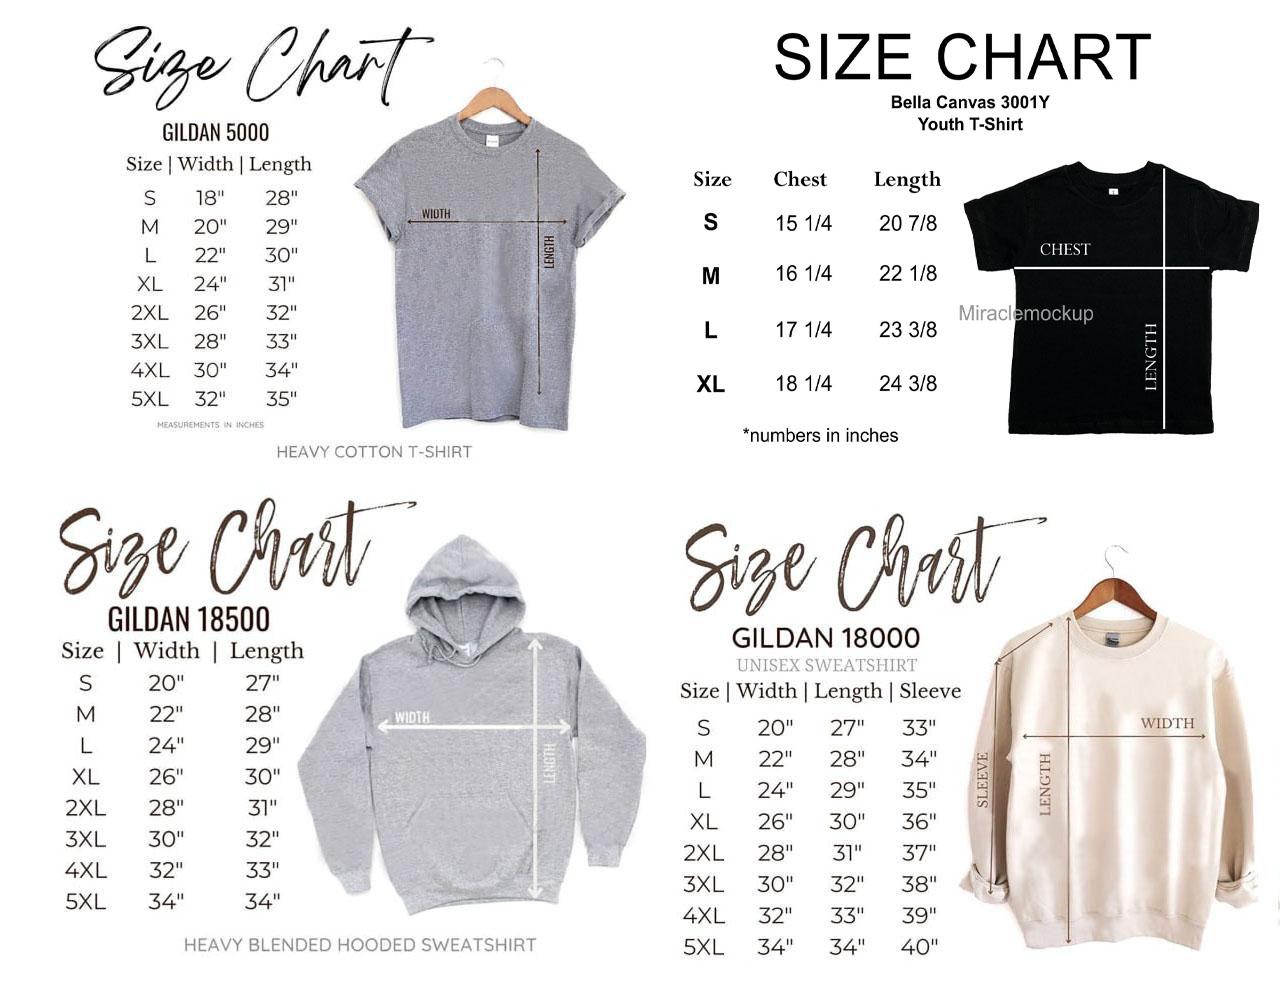 Size Chart
GILDAN 5000
Size | Width | Length
S 18" 28"
M 20" 29"
L 22" 30"
XL 24" 31"
2XL 26" 32"
3XL 28" 33"
4XL 30" 34"
5XL 32" 35"
MEASUREMENTS IN INCHES
HEAVY COTTON T-SHIRT
WIDTH
LENGTH
SIZE CHART
Bella Canvas 3001Y
Youth T-Shirt
Size Chest Length
S 15 1/4 20 7/8
M 16 1/4 22 1/8
L 17 1/4 23 3/8
XL 18 1/4 24 3/8
*numbers in inches
CHEST
Miraclemockup
LENGTH
Size Chart
GILDAN 18500
Size | Width | Length
S 20" 27"
M 22" 28"
L 24" 29"
XL 26" 30"
2XL 28" 31"
3XL 30" 32"
4XL 32" 33"
5XL 34" 34"
HEAVY BLENDED HOODED SWEATSHIRT
WIDTH
LENGTH
Size Chart
GILDAN 18000
UNISEX SWEATSHIRT
Size | Width | Length | Sleeve
S 20" 27" 33"
M 22" 28" 34"
L 24" 29" 35"
XL 26" 30" 36"
2XL 28" 31" 37"
3XL 30" 32" 38"
4XL 32" 33" 39"
5XL 34" 34" 40"
WIDTH
SLEEVE
LENGTH